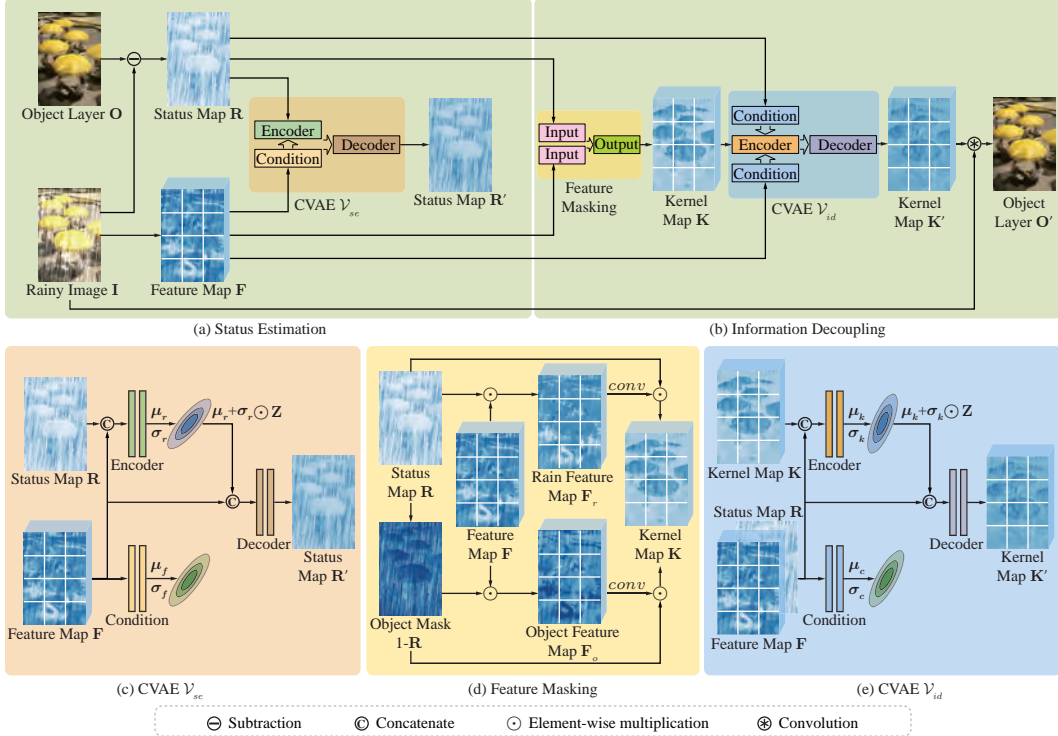 Object Layer O
Status Map R
Encoder
Condition
Decoder
CVAE 𝒱se
Status Map R′
Rainy Image I
Feature Map F
(a) Status Estimation
Input
Input
Output
Feature
Masking
Kernel
Map K
Condition
Encoder
Decoder
Condition
CVAE 𝒱id
Kernel
Map K′
Object
Layer O′
(b) Information Decoupling
Status Map R
C
μr
σr
μr+σr⊙Z
Encoder
C
Decoder
Status
Map R′
Feature Map F
μf
σf
Condition
(c) CVAE 𝒱se
Status
Map R
Feature
Map F
Rain Feature
Map Fr
conv
Kernel
Map K
Object Mask
1-R
Object Feature
Map Fo
conv
(d) Feature Masking
Kernel Map K
C
μk
σk
μk+σk⊙Z
Encoder
Status Map R
C
Decoder
Kernel
Map K′
Feature Map F
μc
σc
Condition
(e) CVAE 𝒱id
⊖ Subtraction
© Concatenate
⊙ Element-wise multiplication
⊛ Convolution